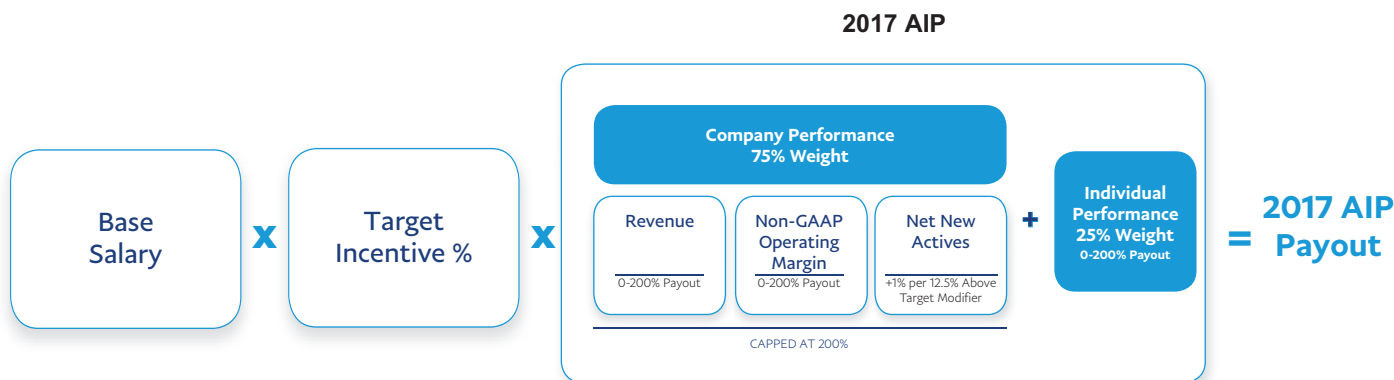 2017 AIP
Base
Salary
x
Target
Incentive %
x
Company Performance
75% Weight
Revenue
0-200% Payout
Non-GAAP
Operating
Margin
0-200% Payout
Net New
Actives
+1% per 12.5% Above
Target Modifier
CAPPED AT 200%
+
Individual
Performance
25% Weight
0-200% Payout
=
2017 AIP
Payout